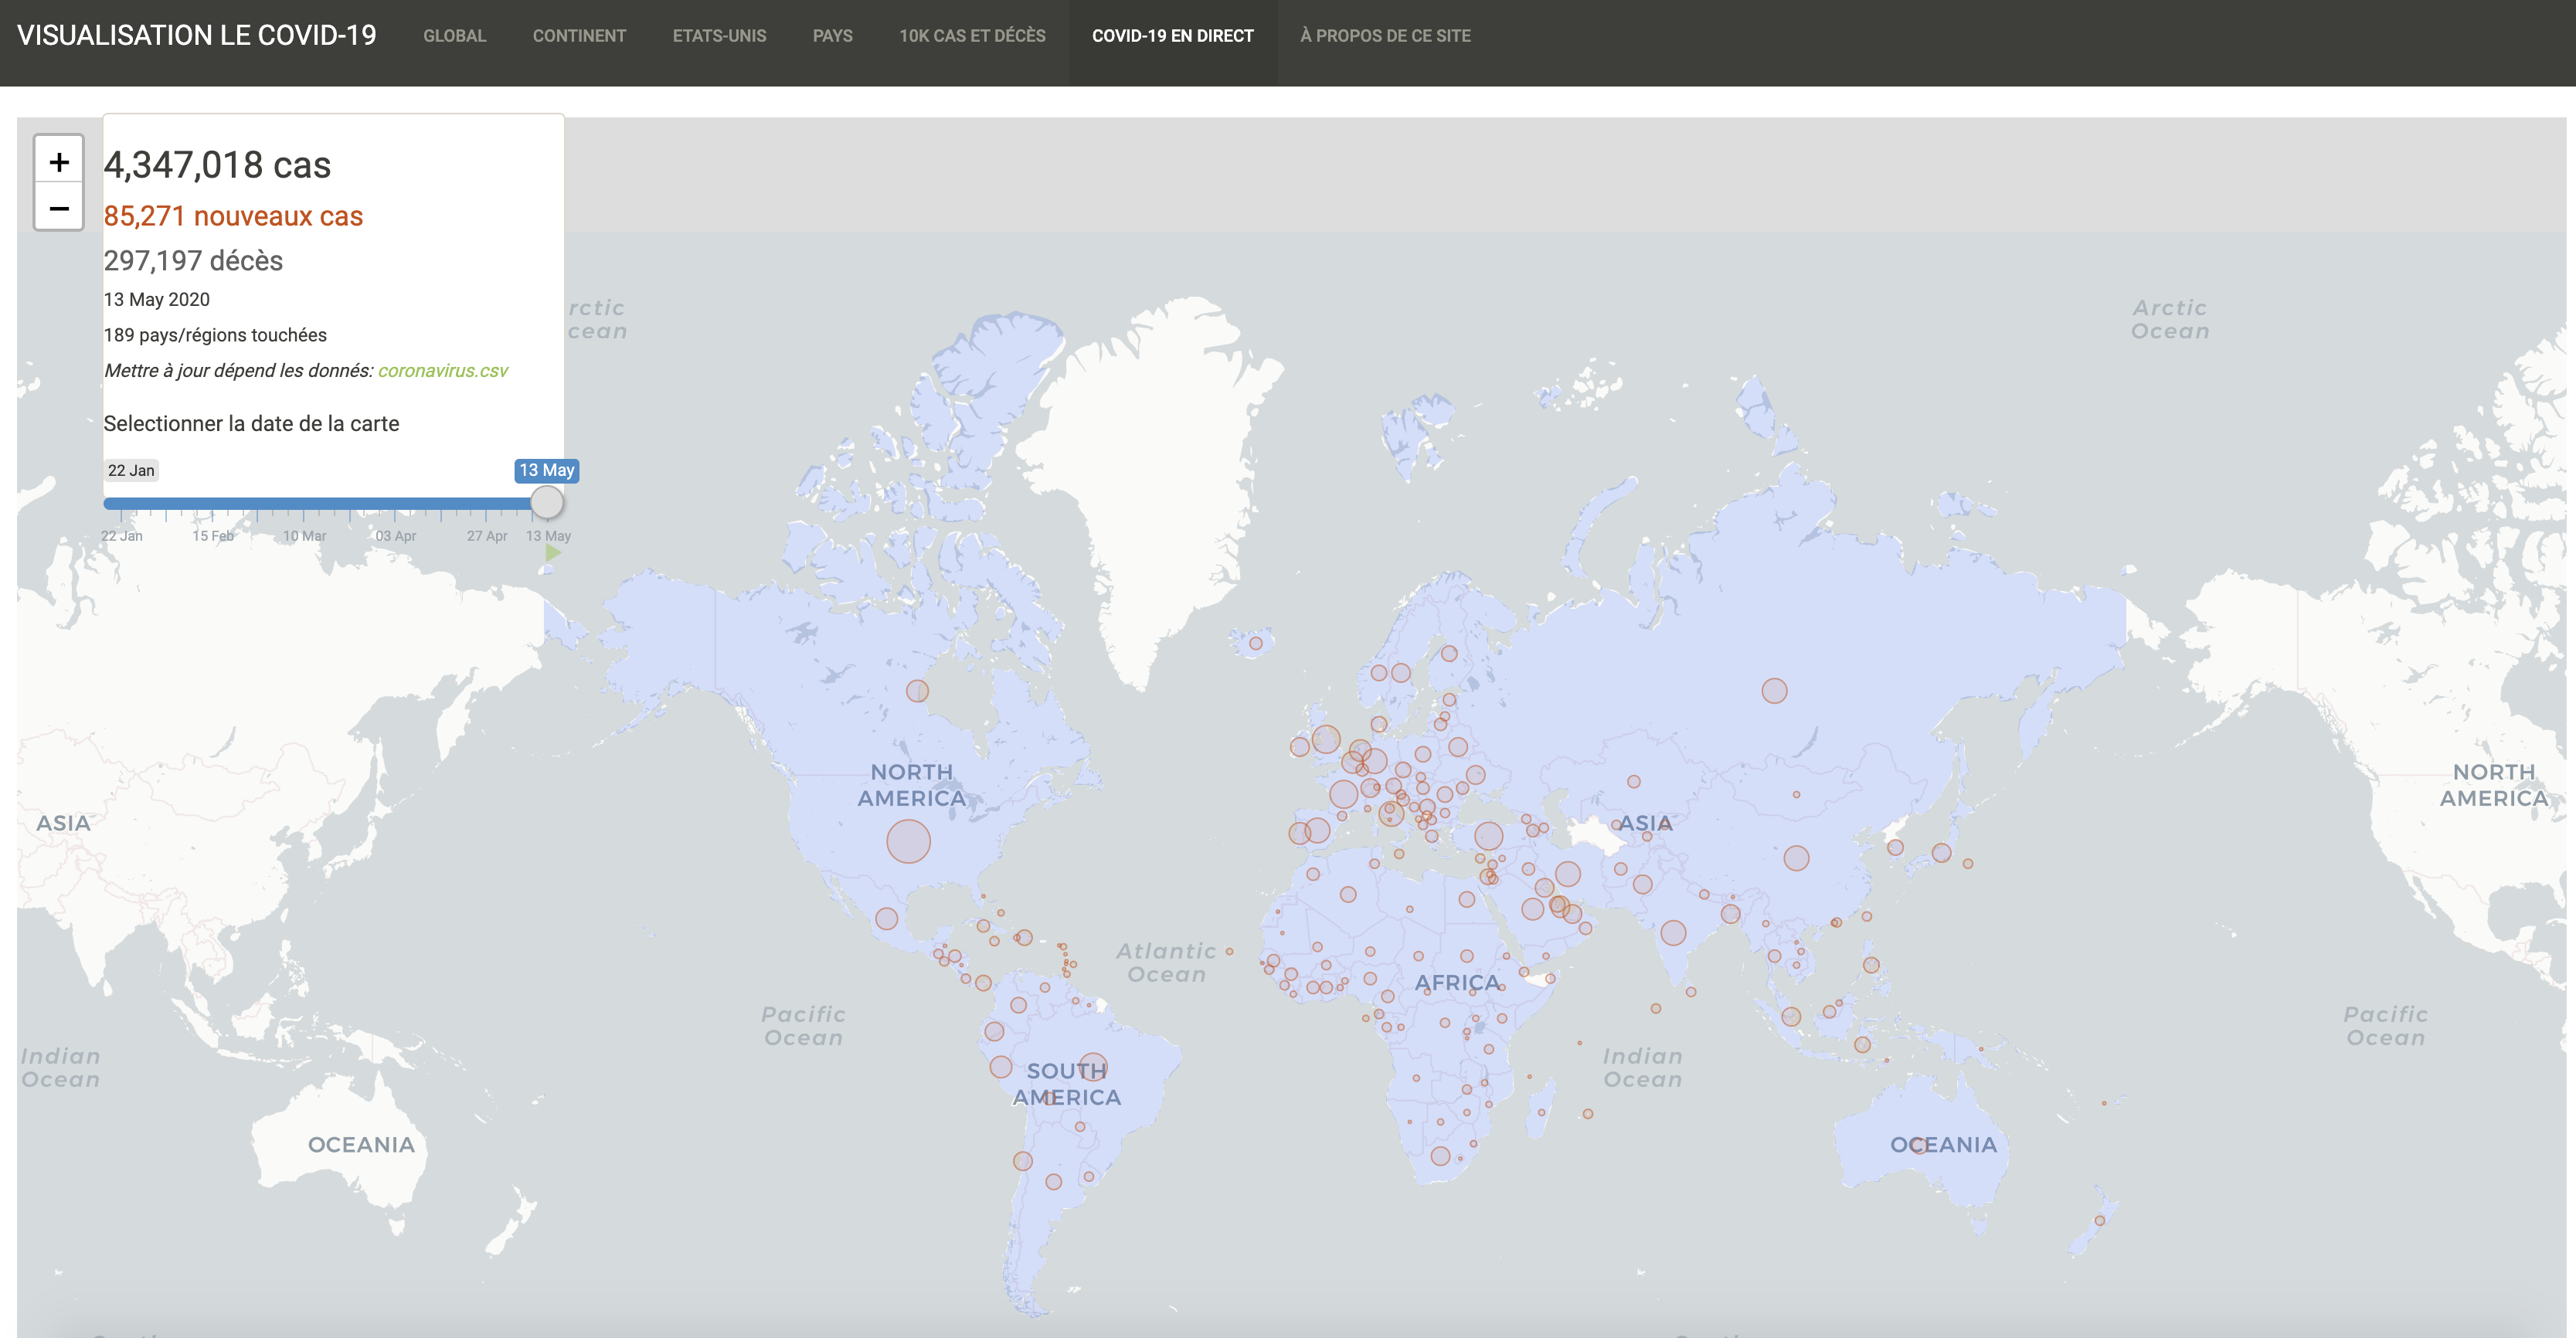 VISUALISATION LE COVID-19 GLOBAL CONTINENT ETATS-UNIS PAYS 10K CAS ET DÉCÈS COVID-19 EN DIRECT À PROPOS DE CE SITE
+
−
4,347,018 cas
85,271 nouveaux cas
297,197 décès
13 May 2020
189 pays/régions touchées
Mettre à jour dépend les donnés: coronavirus.csv
Selectionner la date de la carte
22 Jan 13 May
22 Jan 15 Feb 10 Mar 03 Apr 27 Apr 13 May
rctic
cean
Arctic
Ocean
NORTH
AMERICA
NORTH
AMERICA
ASIA
ASIA
Atlantic
Ocean
AFRICA
Pacific
Ocean
Pacific
Ocean
Indian
Ocean
Indian
Ocean
SOUTH
AMERICA
OCEANIA
OCEANIA